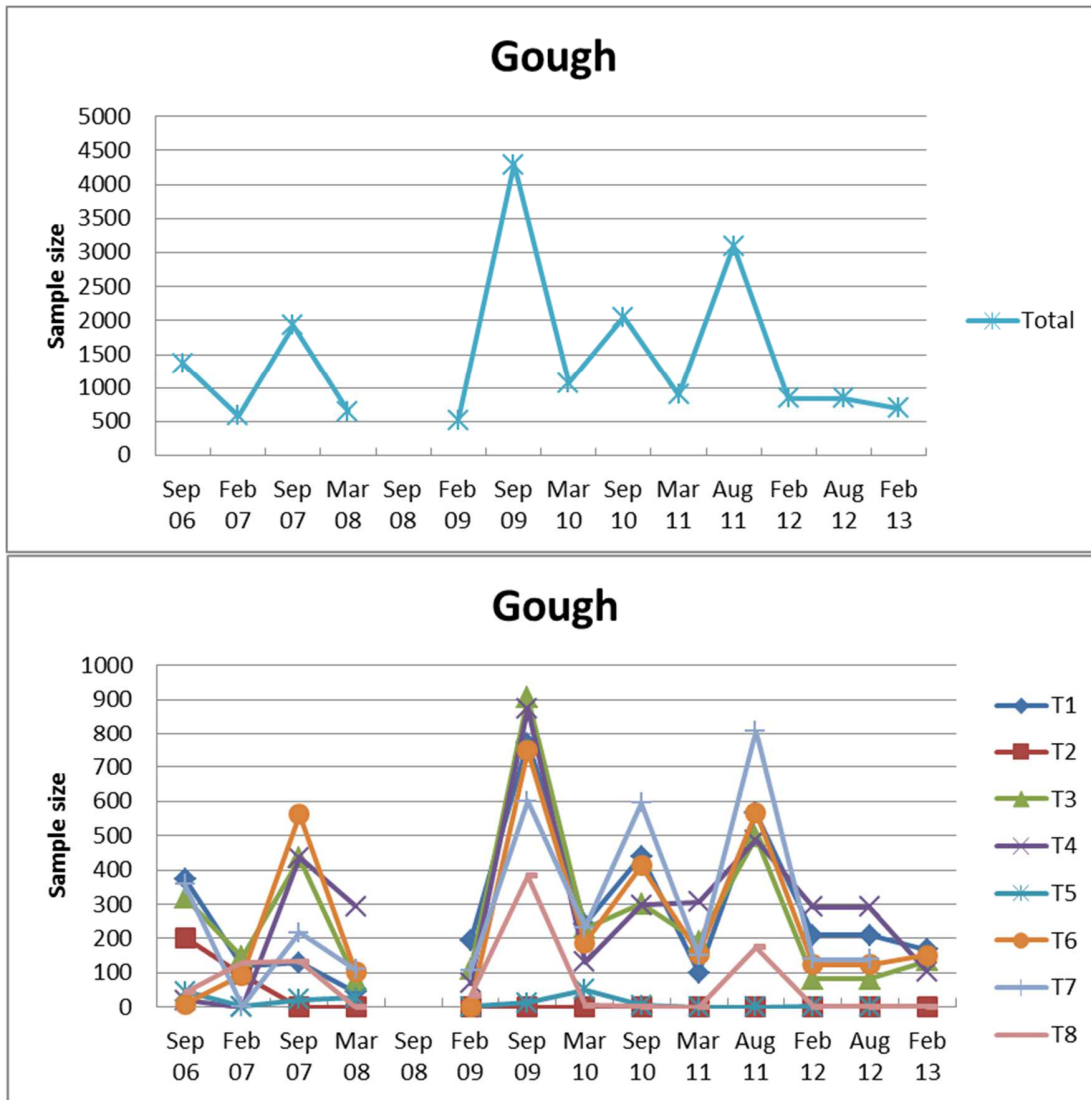 Gough
5000
4500
4000
3500
3000
2500
2000
1500
1000
500
0
Sample size
Sep Feb Sep Mar Sep Feb Sep Mar Sep Mar Aug Feb Aug Feb
06 07 07 08 08 09 09 10 10 11 11 12 12 13
Total
Gough
1000
900
800
700
600
500
400
300
200
100
0
Sample size
Sep Feb Sep Mar Sep Feb Sep Mar Sep Mar Aug Feb Aug Feb
06 07 07 08 08 09 09 10 10 11 11 12 12 13
T1
T2
T3
T4
T5
T6
T7
T8